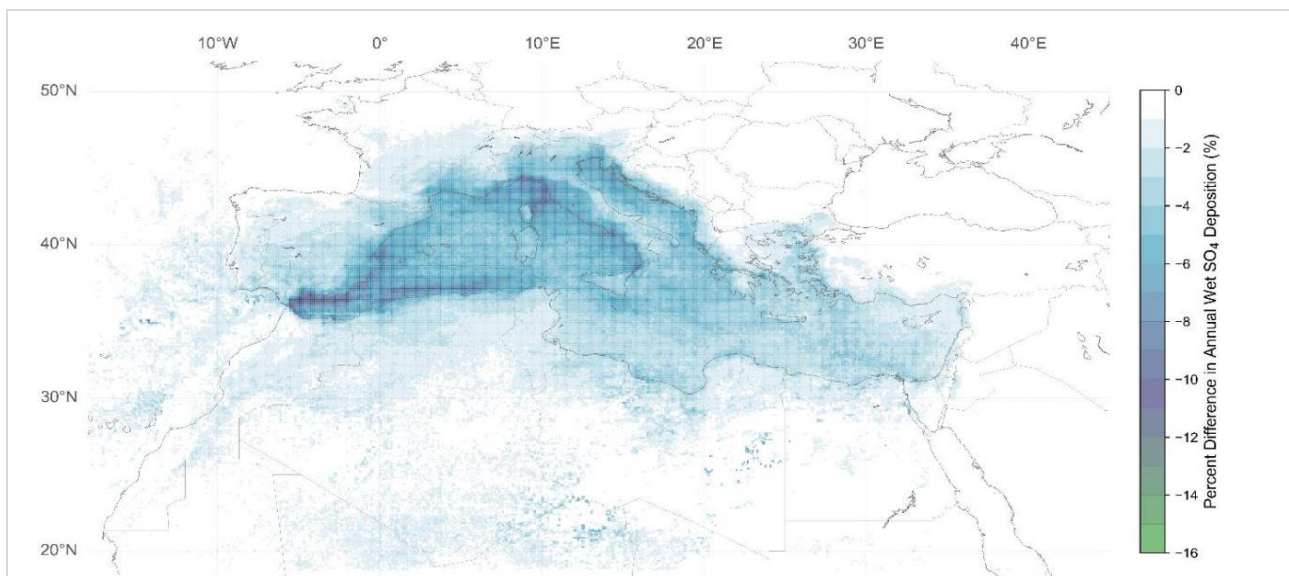 10°W 0° 10°E 20°E 30°E 40°E
50°N
40°N
30°N
20°N
0
-2
-4
-6
-8
-10
-12
-14
-16
Percent Difference in Annual Wet SO₄ Deposition (%)